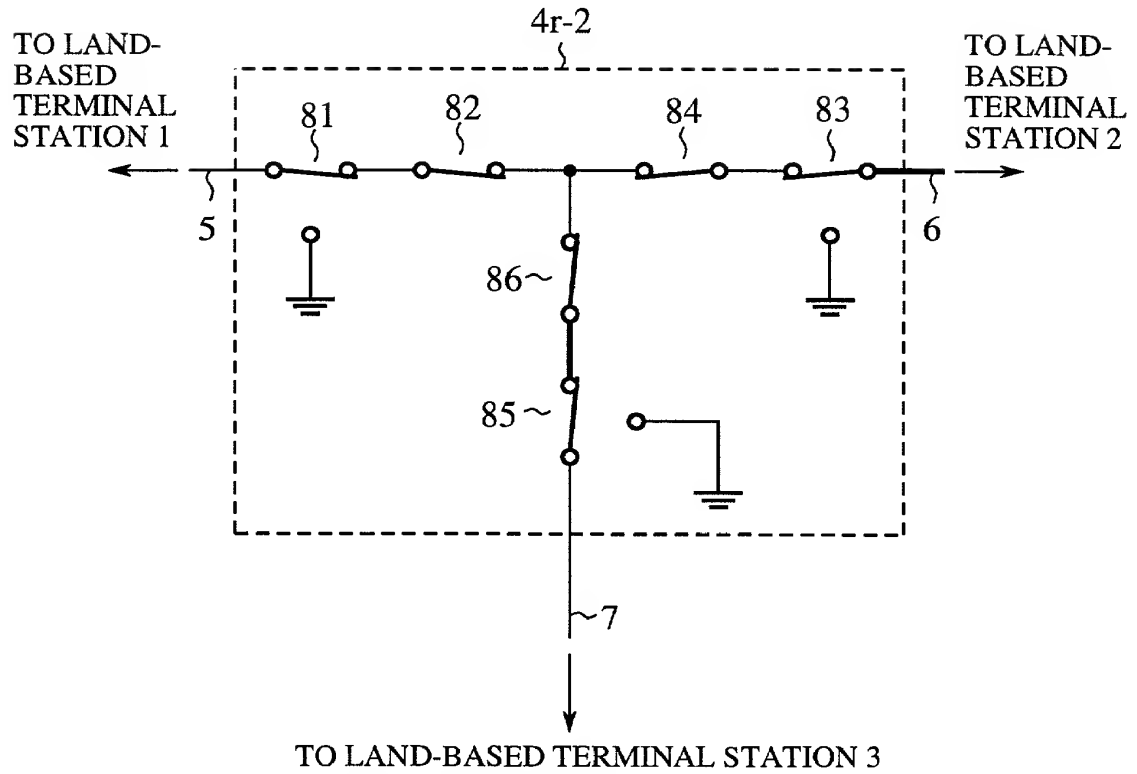 4r-2
TO LAND-
BASED
TERMINAL
STATION 1
TO LAND-
BASED
TERMINAL
STATION 2
81
82
84
83
5
6
86
85
7
TO LAND-BASED TERMINAL STATION 3